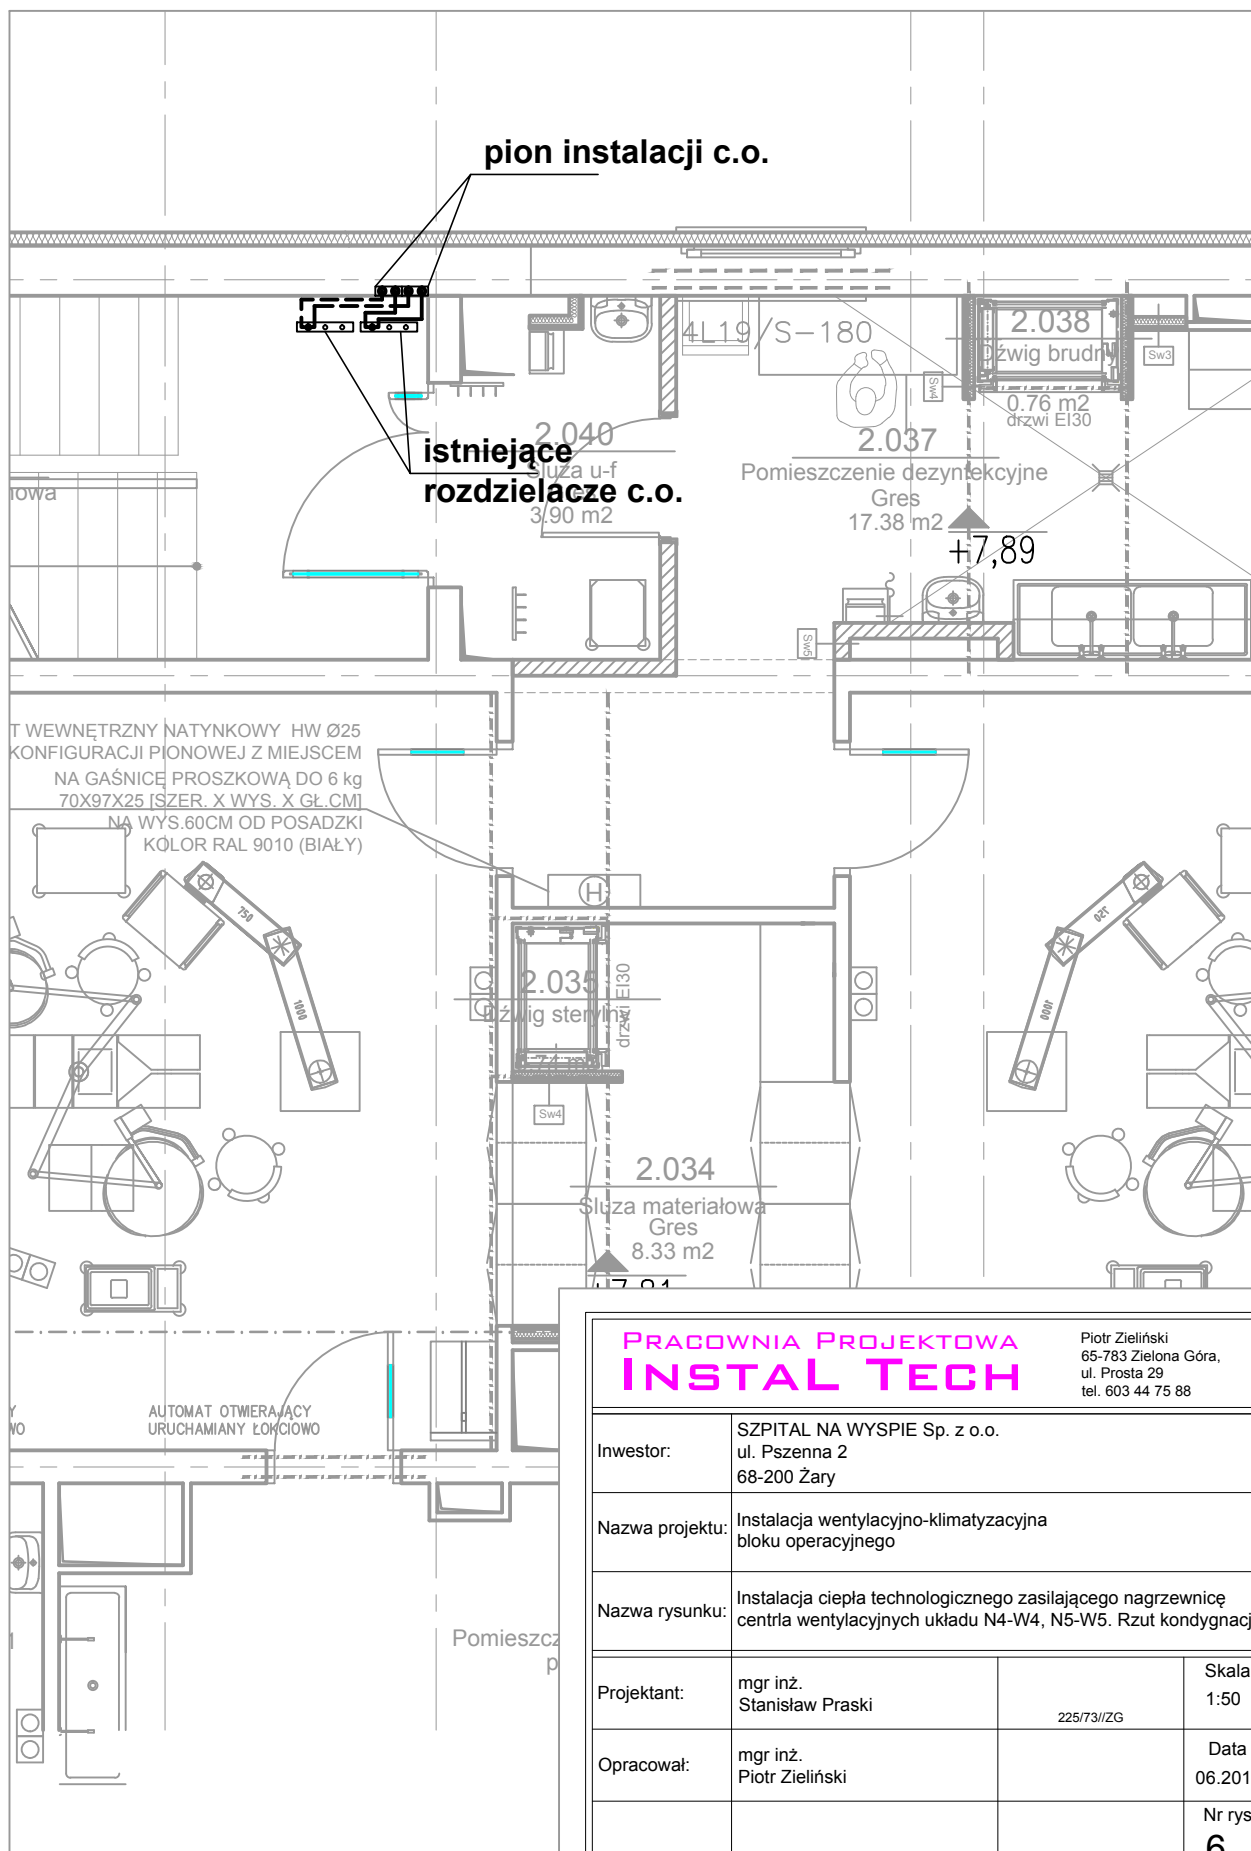 pion instalacji c.o.
4L19/S-180
2.038
Dźwig brudny
Sw3
Sw4
0.76 m2
drzwi EI30
2.040
Śluza u-f
3.90 m2
istniejące
rozdzielacze c.o.
2.037
Pomieszczenie dezynfekcyjne
Gres
17.38 m2
+7,89
Sw5
T WEWNĘTRZNY NATYNKOWY HW Ø25
KONFIGURACJI PIONOWEJ Z MIEJSCEM
NA GAŚNICĘ PROSZKOWĄ DO 6 kg
70X97X25 [SZER. X WYS. X GŁ.CM]
NA WYS.60CM OD POSADZKI
KOLOR RAL 9010 (BIAŁY)
H
750
1000
750
1000
2.035
Dźwig sterylny
drzwi EI30
Sw4
2.034
Śluza materiałowa
Gres
8.33 m2
AUTOMAT OTWIERAJĄCY
URUCHAMIANY ŁOKCIOWO
Pomieszcz
p
PRACOWNIA PROJEKTOWA
INSTAL TECH
Piotr Zieliński
65-783 Zielona Góra,
ul. Prosta 29
tel. 603 44 75 88
Inwestor:
SZPITAL NA WYSPIE Sp. z o.o.
ul. Pszenna 2
68-200 Żary
Nazwa projektu:
Instalacja wentylacyjno-klimatyzacyjna
bloku operacyjnego
Nazwa rysunku:
Instalacja ciepła technologicznego zasilającego nagrzewnicę
centrla wentylacyjnych układu N4-W4, N5-W5. Rzut kondygnacj
Projektant:
mgr inż.
Stanisław Praski
225/73//ZG
Skala
1:50
Opracował:
mgr inż.
Piotr Zieliński
Data
06.201
Nr rys
6